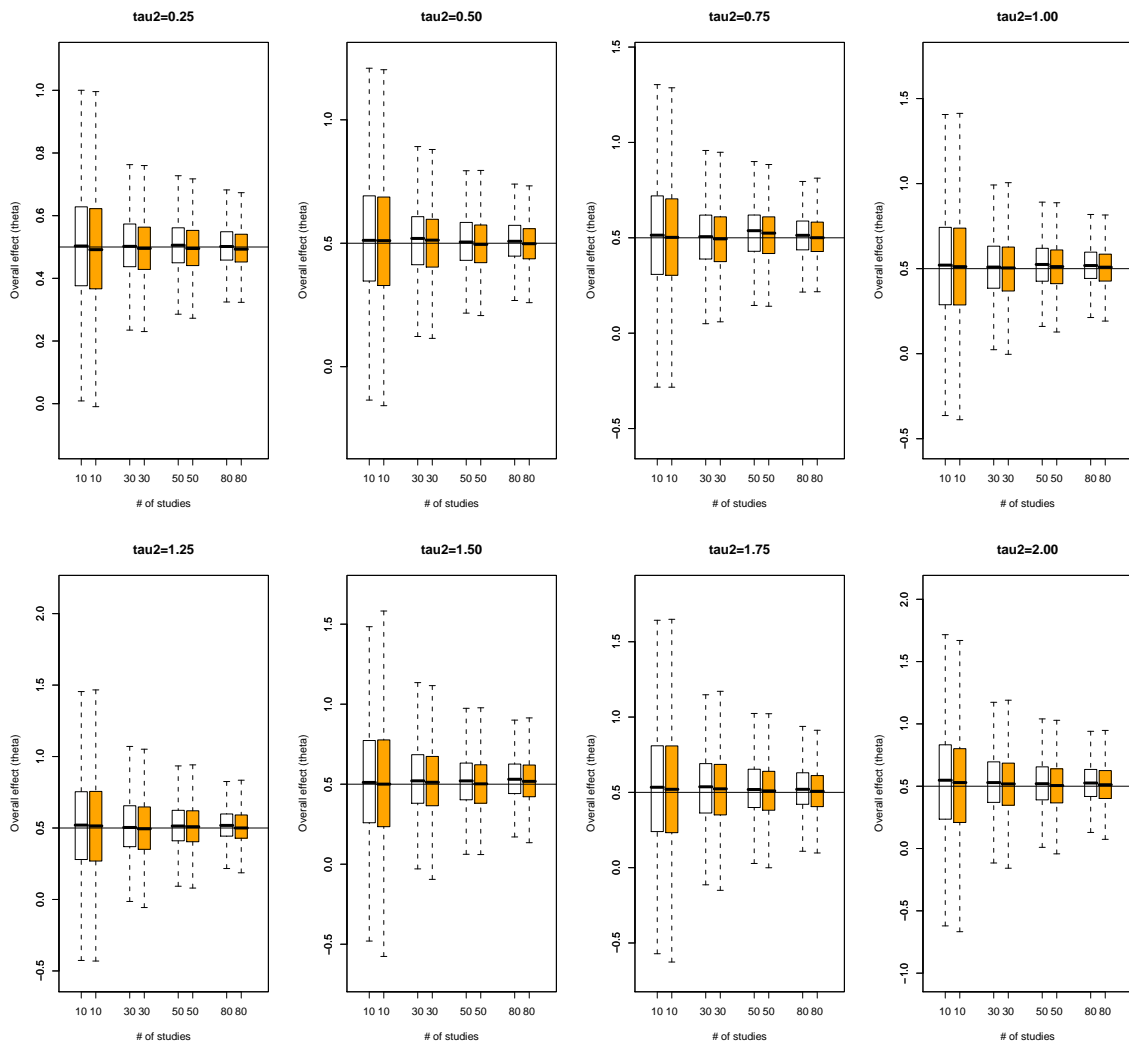 tau2=0.25
Overall effect (theta)
1.0
0.8
0.6
0.4
0.2
0.0
10 10 30 30 50 50 80 80
# of studies
tau2=0.50
Overall effect (theta)
1.0
0.5
0.0
10 10 30 30 50 50 80 80
# of studies
tau2=0.75
Overall effect (theta)
1.5
1.0
0.5
0.0
−0.5
10 10 30 30 50 50 80 80
# of studies
tau2=1.00
Overall effect (theta)
1.5
1.0
0.5
0.0
−0.5
10 10 30 30 50 50 80 80
# of studies
tau2=1.25
Overall effect (theta)
2.0
1.5
1.0
0.5
0.0
−0.5
10 10 30 30 50 50 80 80
# of studies
tau2=1.50
Overall effect (theta)
1.5
1.0
0.5
0.0
−0.5
10 10 30 30 50 50 80 80
# of studies
tau2=1.75
Overall effect (theta)
1.5
1.0
0.5
0.0
−0.5
10 10 30 30 50 50 80 80
# of studies
tau2=2.00
Overall effect (theta)
2.0
1.5
1.0
0.5
0.0
−0.5
−1.0
10 10 30 30 50 50 80 80
# of studies